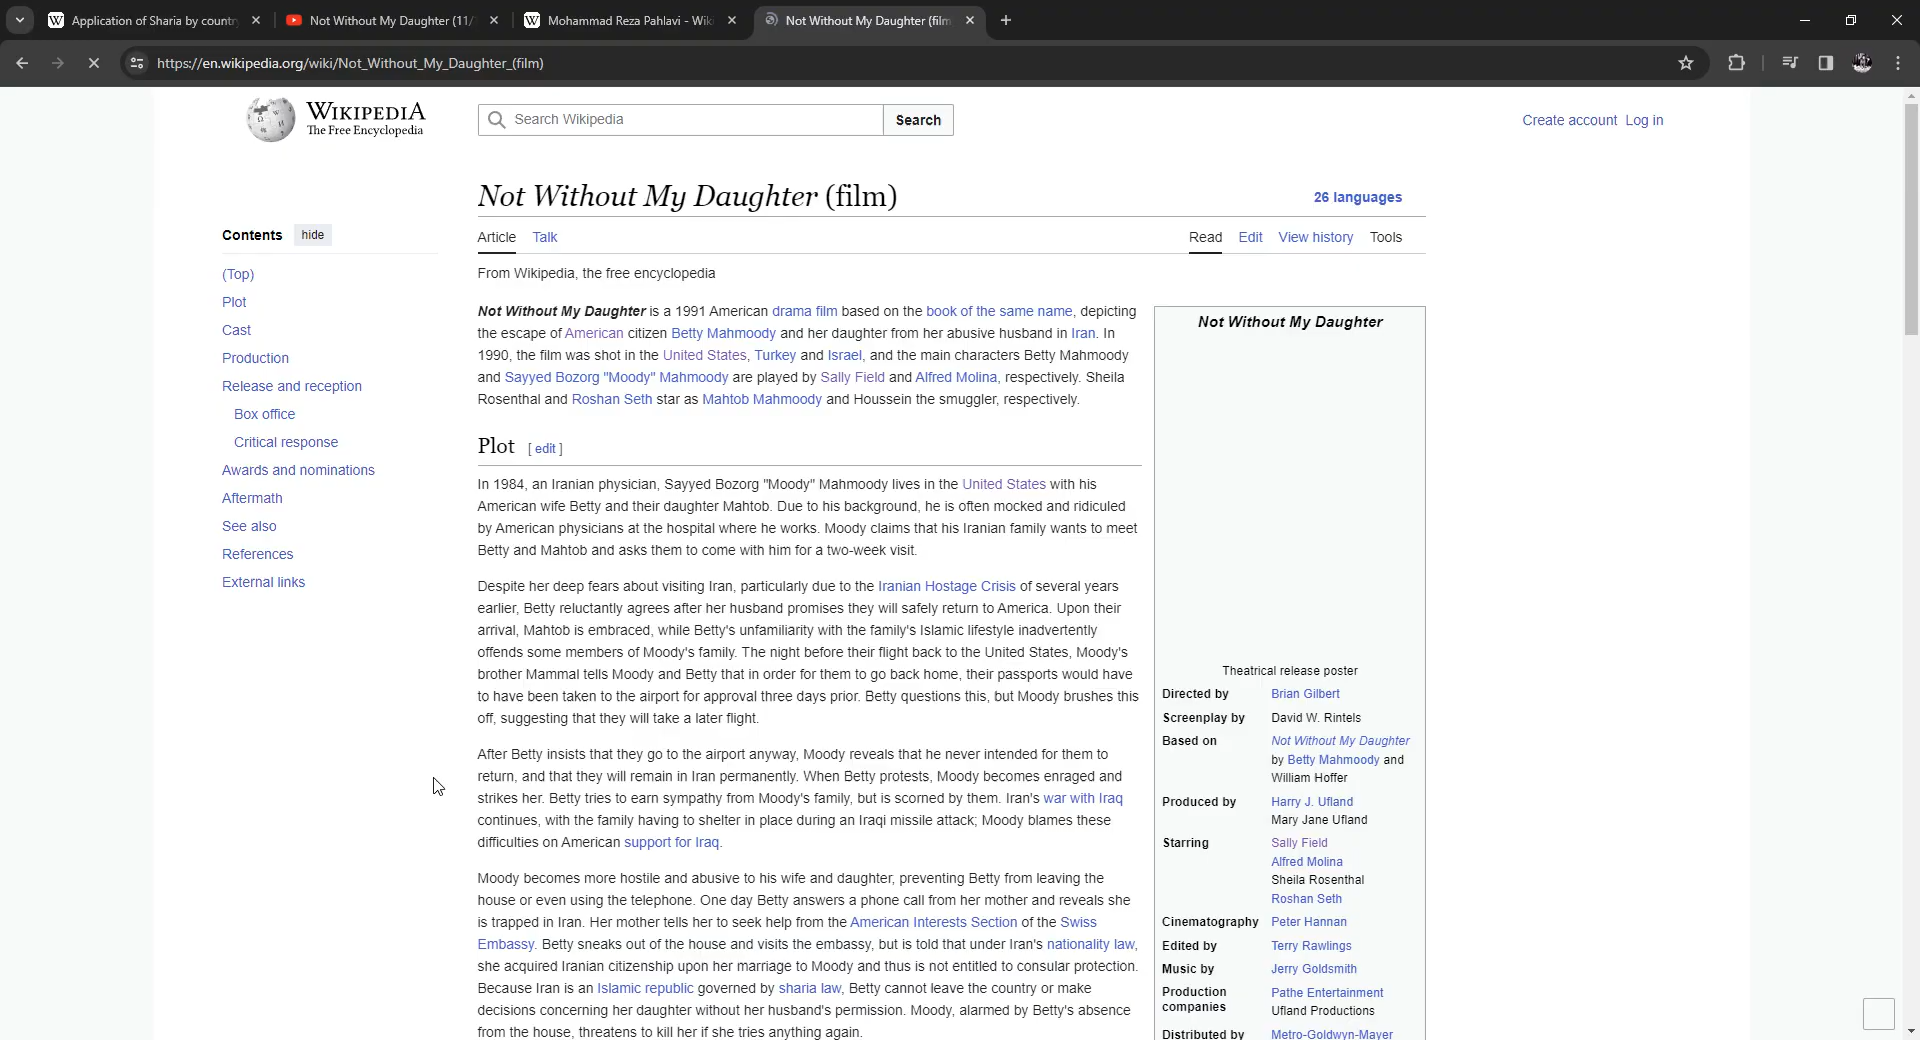 Application of Sharia by countr
Not Without My Daughter (11/
Mohammad Reza Pahlavi - Wik
Not Without My Daughter (film
https://en.wikipedia.org/wiki/Not_Without_My_Daughter_(film)
WIKIPEDIA
The Free Encyclopedia
Search Wikipedia
Search
Create account Log in
Not Without My Daughter (film)
26 languages
Contents hide
(Top)
Plot
Cast
Production
Release and reception
Box office
Critical response
Awards and nominations
Aftermath
See also
References
External links
Article Talk
Read Edit View history Tools
From Wikipedia, the free encyclopedia
Not Without My Daughter is a 1991 American drama film based on the book of the same name, depicting
the escape of American citizen Betty Mahmoody and her daughter from her abusive husband in Iran. In
1990, the film was shot in the United States, Turkey and Israel, and the main characters Betty Mahmoody
and Sayyed Bozorg "Moody" Mahmoody are played by Sally Field and Alfred Molina, respectively. Sheila
Rosenthal and Roshan Seth star as Mahtob Mahmoody and Houssein the smuggler, respectively.
Plot [ edit ]
In 1984, an Iranian physician, Sayyed Bozorg "Moody" Mahmoody lives in the United States with his
American wife Betty and their daughter Mahtob. Due to his background, he is often mocked and ridiculed
by American physicians at the hospital where he works. Moody claims that his Iranian family wants to meet
Betty and Mahtob and asks them to come with him for a two-week visit.
Despite her deep fears about visiting Iran, particularly due to the Iranian Hostage Crisis of several years
earlier, Betty reluctantly agrees after her husband promises they will safely return to America. Upon their
arrival, Mahtob is embraced, while Betty's unfamiliarity with the family's Islamic lifestyle inadvertently
offends some members of Moody's family. The night before their flight back to the United States, Moody's
brother Mammal tells Moody and Betty that in order for them to go back home, their passports would have
to have been taken to the airport for approval three days prior. Betty questions this, but Moody brushes this
off, suggesting that they will take a later flight.
After Betty insists that they go to the airport anyway, Moody reveals that he never intended for them to
return, and that they will remain in Iran permanently. When Betty protests, Moody becomes enraged and
strikes her. Betty tries to earn sympathy from Moody's family, but is scorned by them. Iran's war with Iraq
continues, with the family having to shelter in place during an Iraqi missile attack; Moody blames these
difficulties on American support for Iraq.
Moody becomes more hostile and abusive to his wife and daughter, preventing Betty from leaving the
house or even using the telephone. One day Betty answers a phone call from her mother and reveals she
is trapped in Iran. Her mother tells her to seek help from the American Interests Section of the Swiss
Embassy. Betty sneaks out of the house and visits the embassy, but is told that under Iran's nationality law,
she acquired Iranian citizenship upon her marriage to Moody and thus is not entitled to consular protection.
Because Iran is an Islamic republic governed by sharia law, Betty cannot leave the country or make
decisions concerning her daughter without her husband's permission. Moody, alarmed by Betty's absence
from the house, threatens to kill her if she tries anything again.
Not Without My Daughter
Theatrical release poster
Directed by Brian Gilbert
Screenplay by David W. Rintels
Based on Not Without My Daughter
by Betty Mahmoody and
William Hoffer
Produced by Harry J. Ufland
Mary Jane Ufland
Starring Sally Field
Alfred Molina
Sheila Rosenthal
Roshan Seth
Cinematography Peter Hannan
Edited by Terry Rawlings
Music by Jerry Goldsmith
Production companies Pathe Entertainment
Ufland Productions
Distributed by Metro-Goldwyn-Mayer